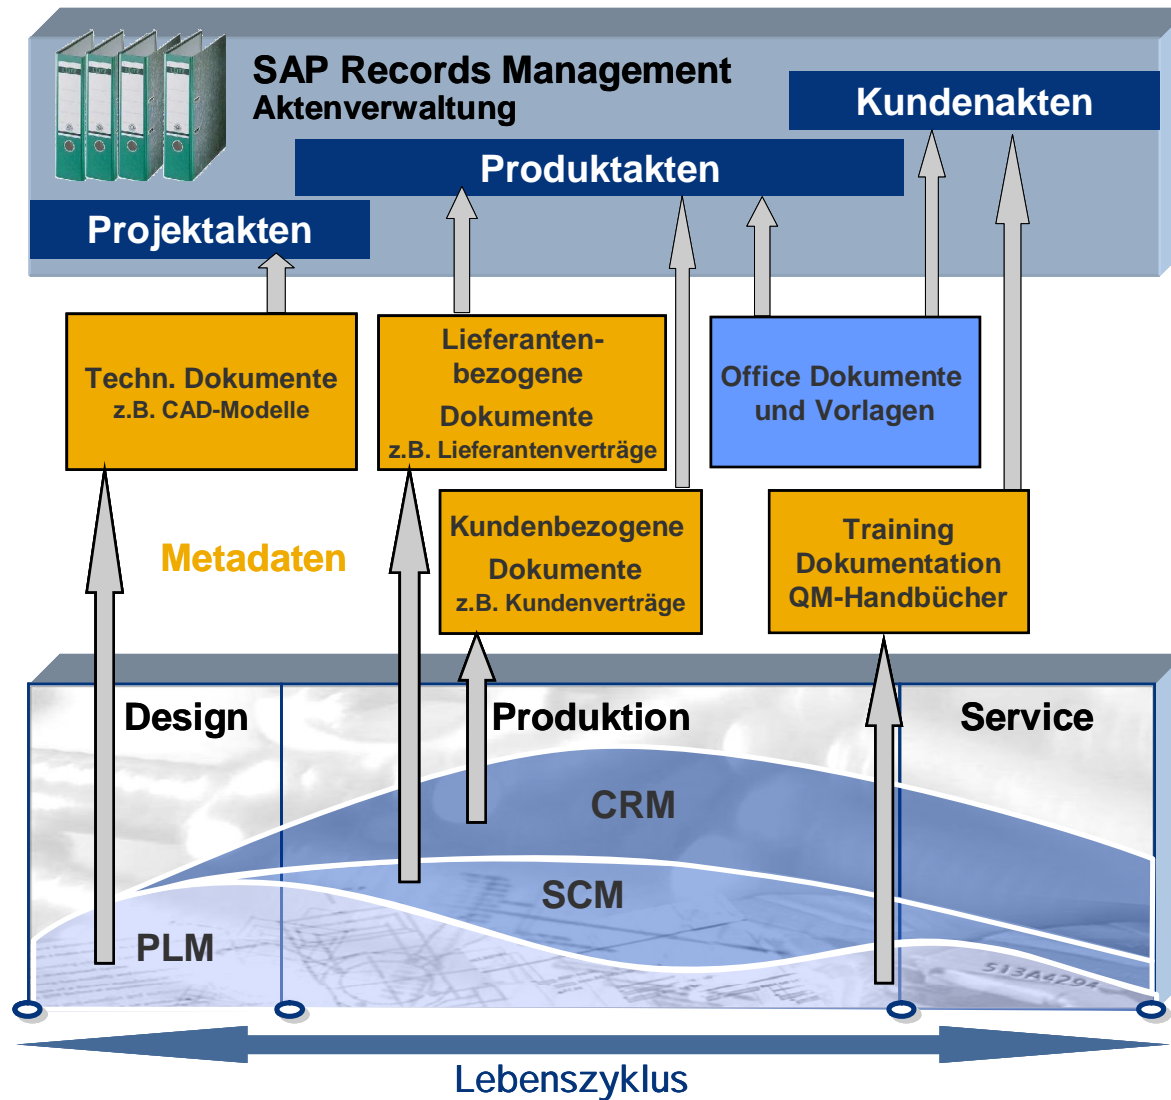 SAP Records Management
Aktenverwaltung
Kundenakten
Produktakten
Projektakten
Techn. Dokumente
z.B. CAD-Modelle
Lieferanten-
bezogene
Dokumente
z.B. Lieferantenverträge
Office Dokumente
und Vorlagen
Kundenbezogene
Dokumente
z.B. Kundenverträge
Training
Dokumentation
QM-Handbücher
Metadaten
Design
Produktion
Service
CRM
SCM
PLM
513A4294
Lebenszyklus